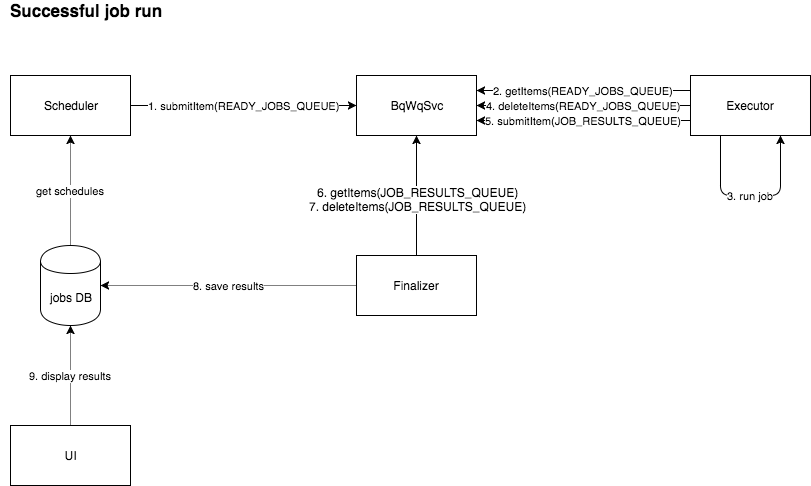 Successful job run
Scheduler
1. submitItem(READY_JOBS_QUEUE)
BqWqSvc
2. getItems(READY_JOBS_QUEUE)
4. deleteItems(READY_JOBS_QUEUE)
5. submitItem(JOB_RESULTS_QUEUE)
Executor
get schedules
6. getItems(JOB_RESULTS_QUEUE)
7. deleteItems(JOB_RESULTS_QUEUE)
3. run job
jobs DB
8. save results
Finalizer
9. display results
UI